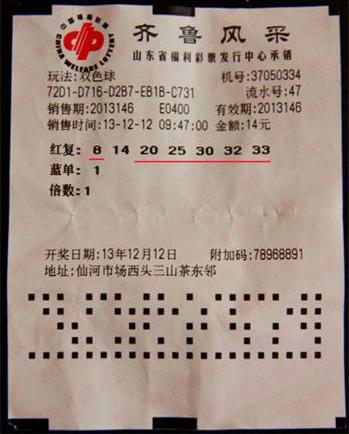 中国福利彩票
CHINA WELFARE LOTTERY
齐鲁风采
山东省福利彩票发行中心承销
玩法:双色球 机号:37050334
72D1-D716-D2B7-EB1B-C731 流水号:47
销售期:2013146 E0400 有效期:2013146
销售时间:13-12-12 09:47:00 金额:14元
红复: 8 14 20 25 30 32 33
蓝单: 1
倍数:1
开奖日期:13年12月12日 附加码:78968891
地址:仙河市场西头三山茶东邻